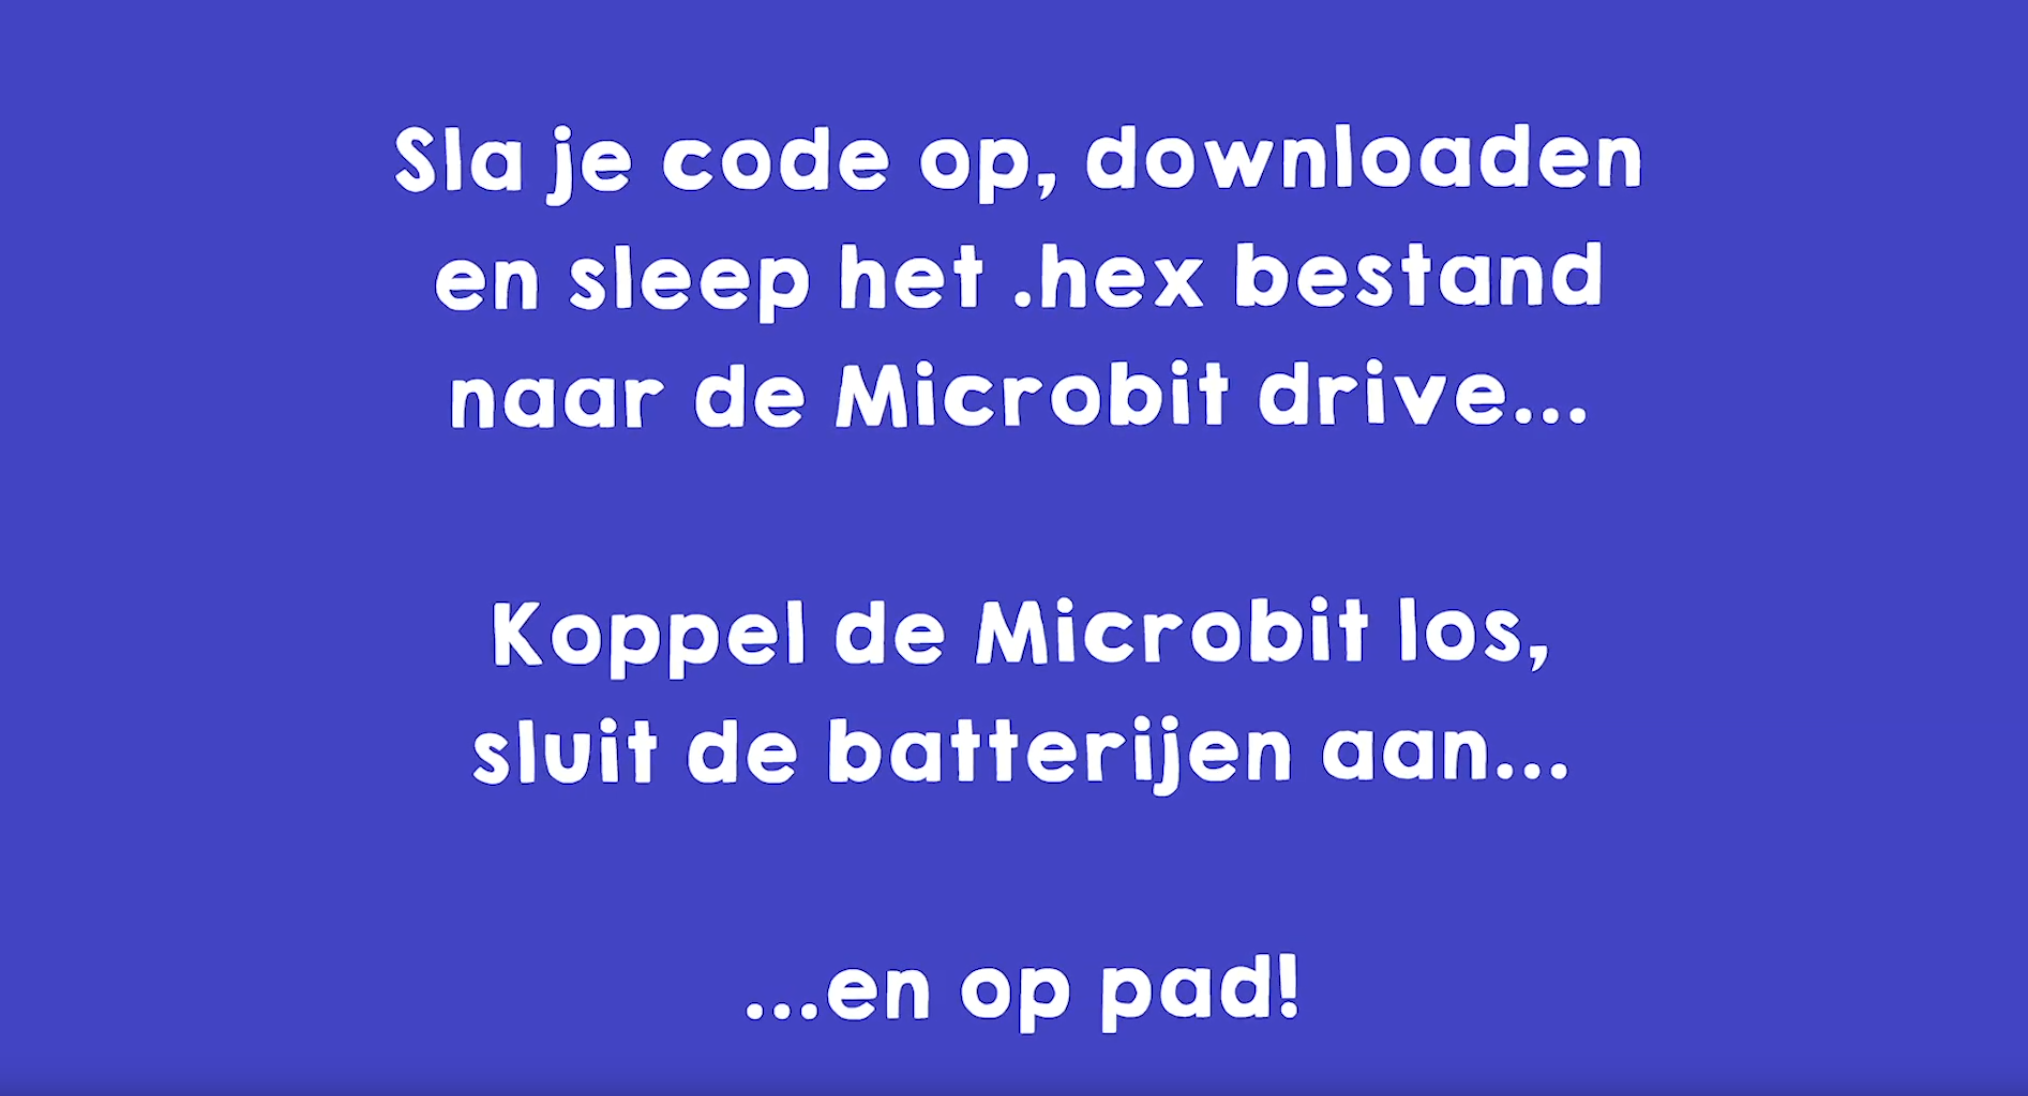 Sla je code op, downloaden
en sleep het .hex bestand
naar de Microbit drive...
Koppel de Microbit los,
sluit de batterijen aan...
...en op pad!